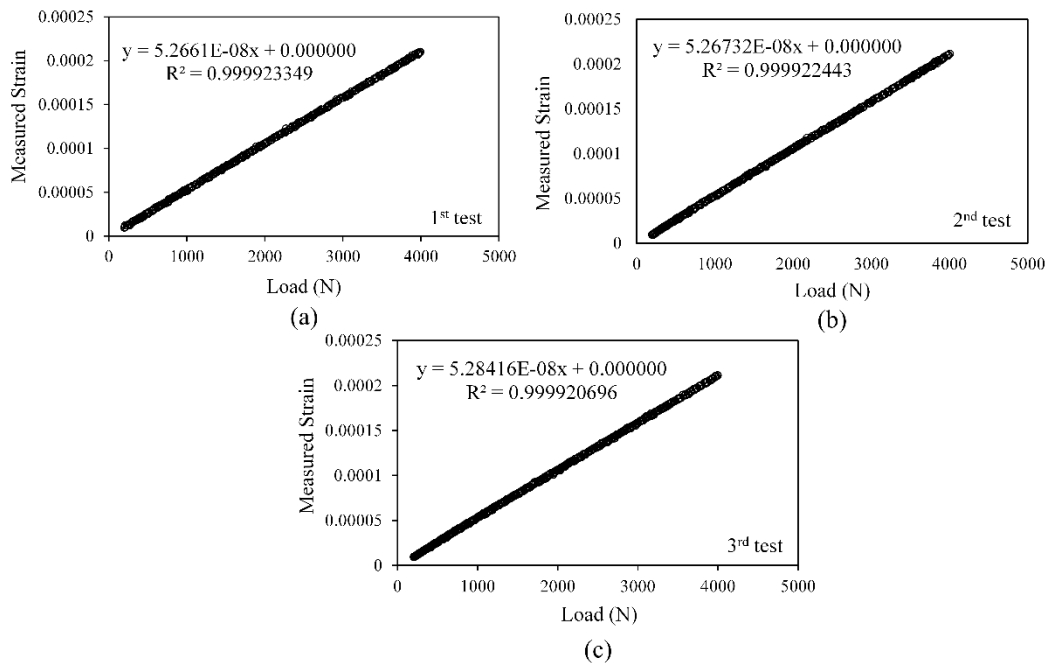 0.00025
0.0002
0.00015
0.0001
0.00005
0
Measured Strain
y = 5.2661E-08x + 0.000000
R² = 0.999923349
1st test
0 1000 2000 3000 4000 5000
Load (N)
(a)
0.00025
0.0002
0.00015
0.0001
0.00005
0
Measured Strain
y = 5.26732E-08x + 0.000000
R² = 0.999922443
2nd test
0 1000 2000 3000 4000 5000
Load (N)
(b)
0.00025
0.0002
0.00015
0.0001
0.00005
0
Measured Strain
y = 5.28416E-08x + 0.000000
R² = 0.999920696
3rd test
0 1000 2000 3000 4000 5000
Load (N)
(c)